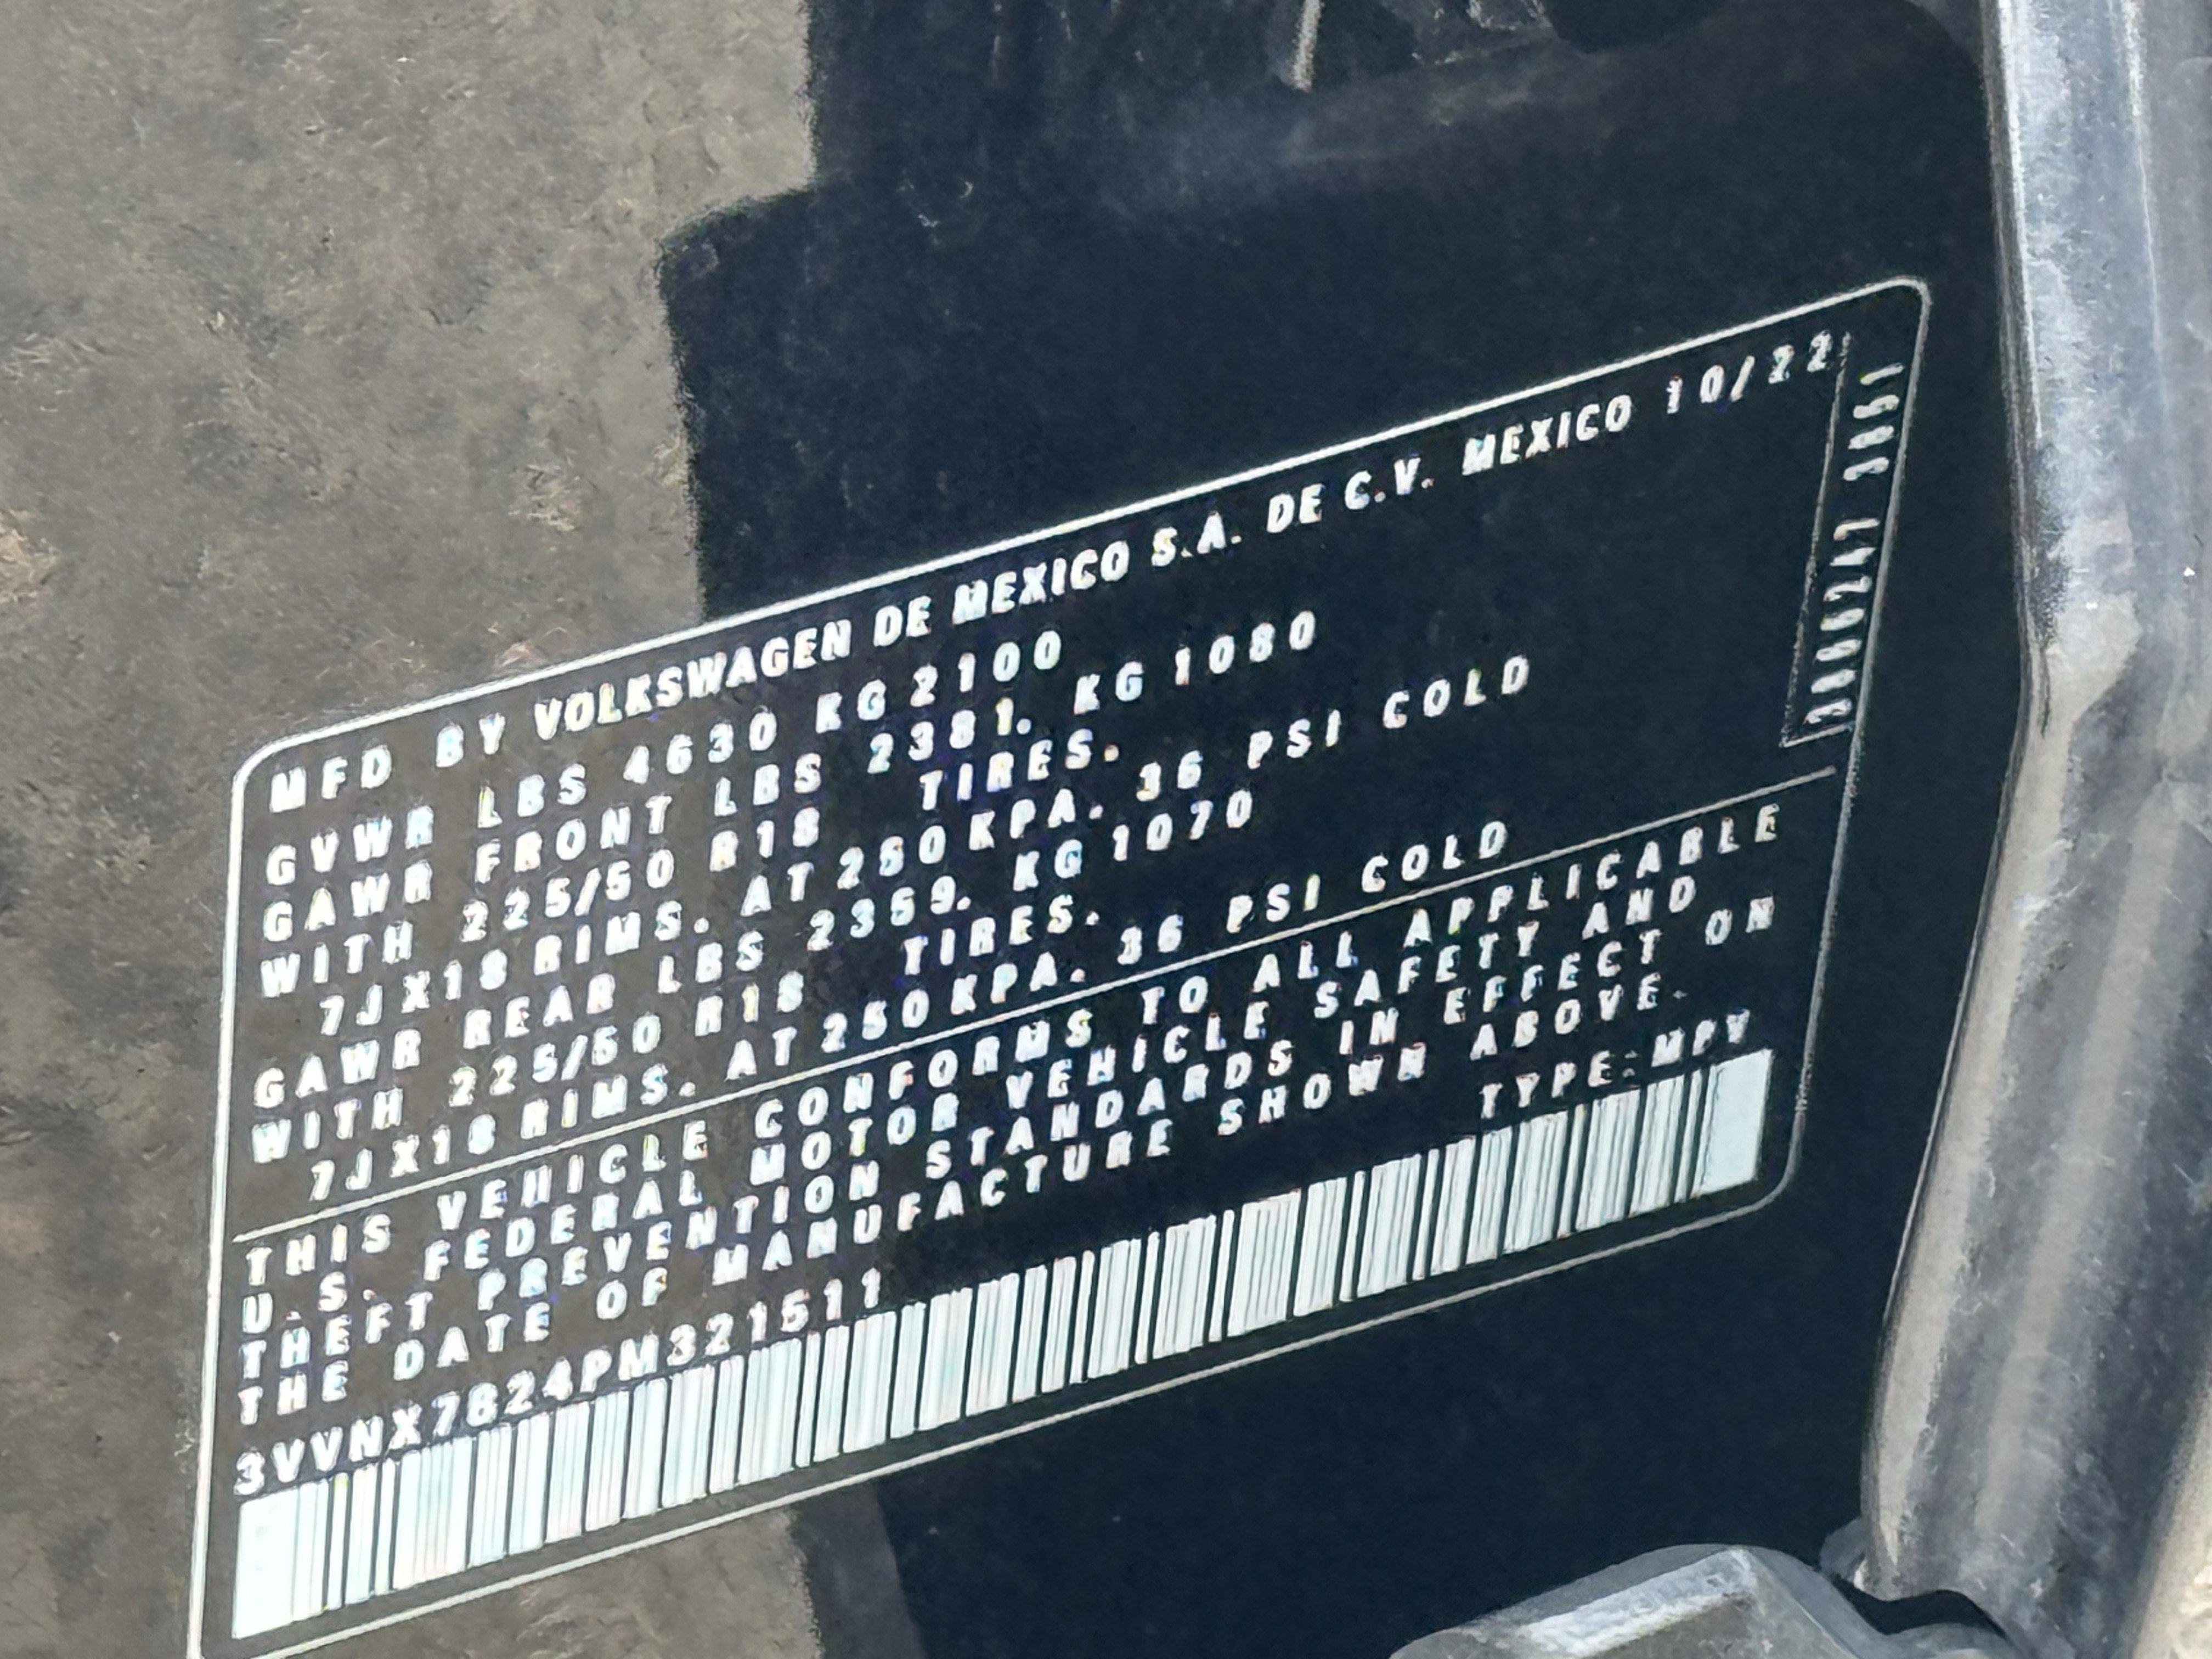 MFD BY VOLKSWAGEN DE MEXICO S.A. DE C.V. MEXICO 10/22
GVWR LBS 4630 KG 2100
GAWR FRONT LBS 2381. KG 1080
WITH 225/50 R18 TIRES.
7JX18 RIMS. AT 250 KPA. 36 PSI COLD
GAWR REAR LBS 2359. KG 1070
WITH 225/50 R18 TIRES.
7JX18 RIMS. AT 250 KPA. 36 PSI COLD
THIS VEHICLE CONFORMS TO ALL APPLICABLE
U.S. FEDERAL MOTOR VEHICLE SAFETY AND
THEFT PREVENTION STANDARDS IN EFFECT ON
THE DATE OF MANUFACTURE SHOWN ABOVE.
3VVNX7B24PM321511 TYPE: MPV